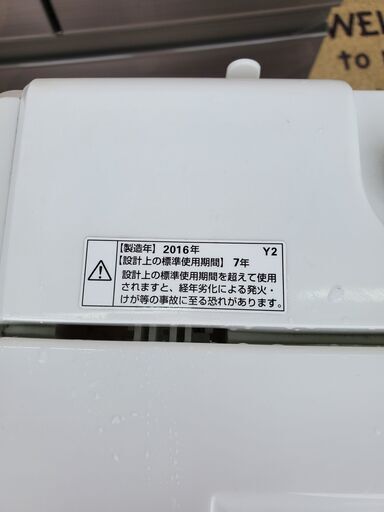 WEL
to
【製造年】2016年 Y2
【設計上の標準使用期間】7年
設計上の標準使用期間を超えて使用
されますと、経年劣化による発火・
けが等の事故に至る恐れがあります。